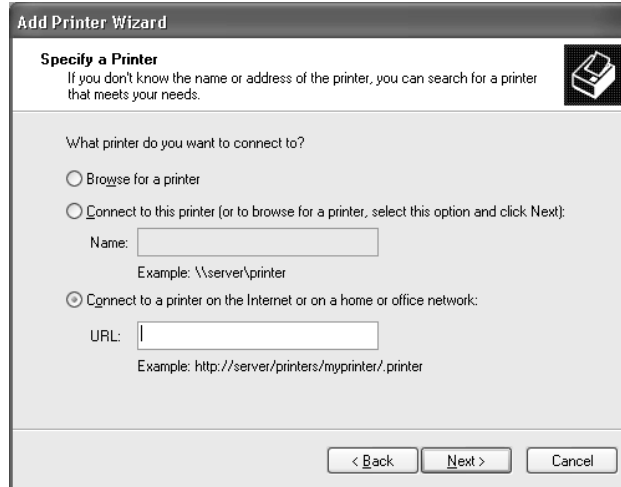 Add Printer Wizard
Specify a Printer
If you don't know the name or address of the printer, you can search for a printer
that meets your needs.
What printer do you want to connect to?
Browse for a printer
Connect to this printer (or to browse for a printer, select this option and click Next):
Name:
Example: \\server\printer
Connect to a printer on the Internet or on a home or office network:
URL:
Example: http://server/printers/myprinter/.printer
< Back Next > Cancel